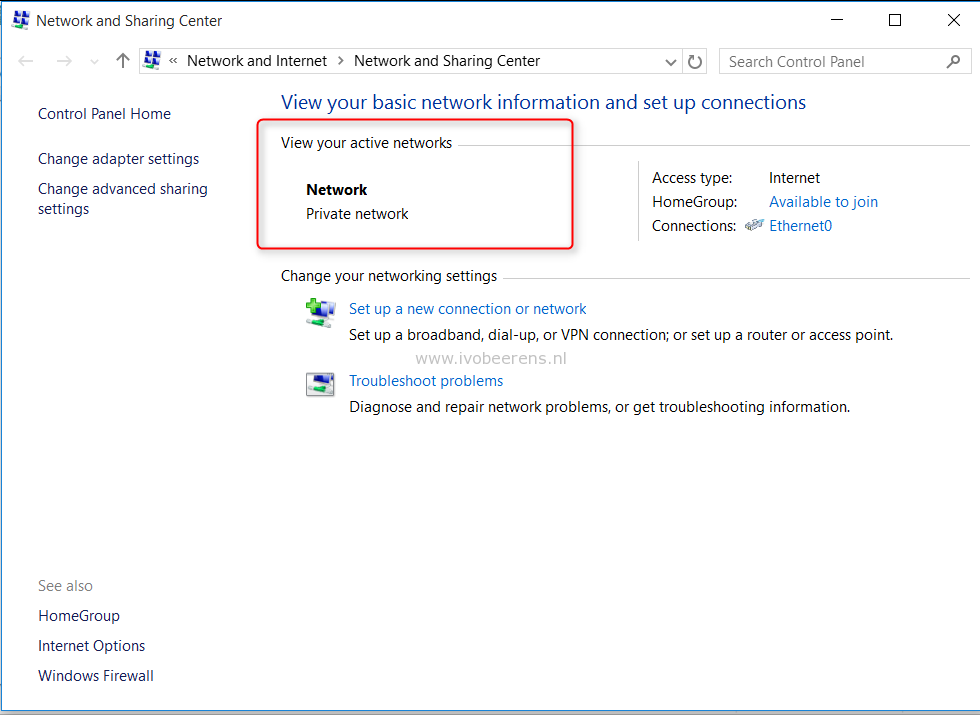 Network and Sharing Center
« Network and Internet > Network and Sharing Center
Search Control Panel
Control Panel Home
Change adapter settings
Change advanced sharing
settings
View your basic network information and set up connections
View your active networks
Network
Private network
Access type: Internet
HomeGroup: Available to join
Connections: Ethernet0
Change your networking settings
Set up a new connection or network
Set up a broadband, dial-up, or VPN connection; or set up a router or access point.
www.ivobeerens.nl
Troubleshoot problems
Diagnose and repair network problems, or get troubleshooting information.
See also
HomeGroup
Internet Options
Windows Firewall